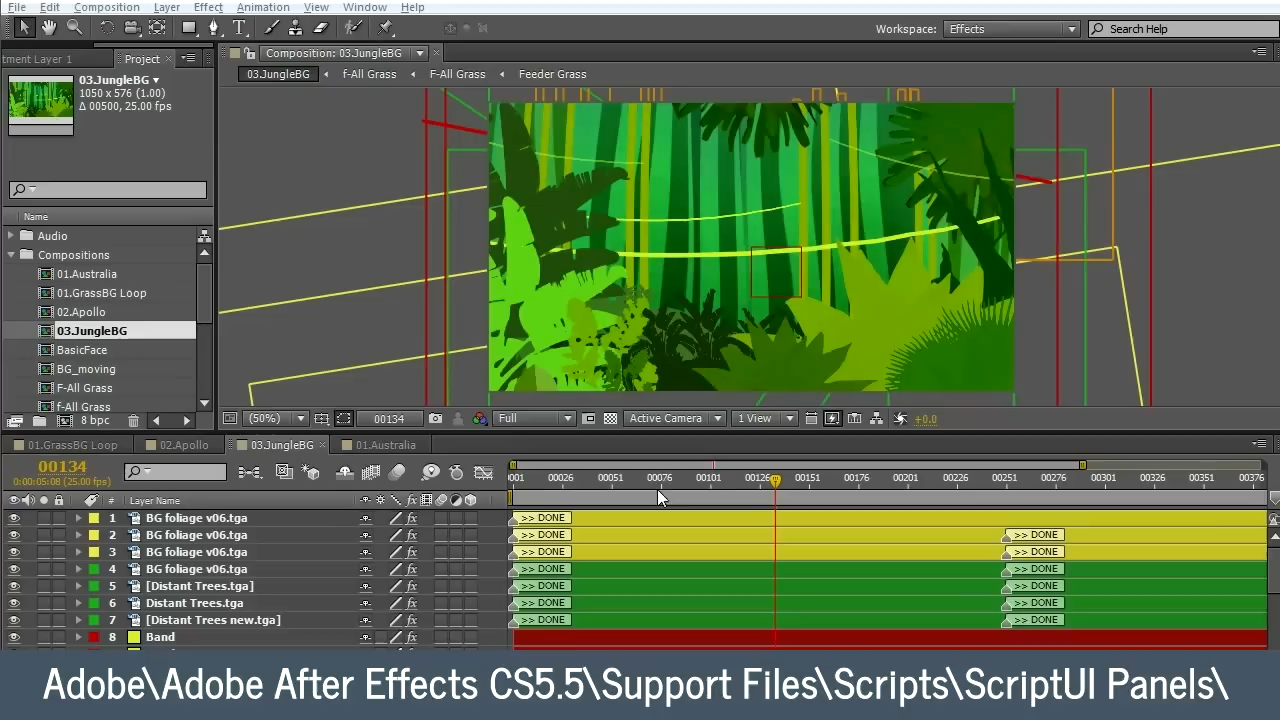 File Edit Composition Layer Effect Animation View Window Help
Workspace: Effects Search Help
tment Layer 1 Project Composition: 03.JungleBG
03.JungleBG f-All Grass F-All Grass Feeder Grass
03.JungleBG
1050 x 576 (1.00)
Δ 00500, 25.00 fps
Name
Audio
Compositions
01.Australia
01.GrassBG Loop
02.Apollo
03.JungleBG
BasicFace
BG_moving
F-All Grass
f-All Grass
8 bpc
(50%) 00134 Full Active Camera 1 View +0.0
01.GrassBG Loop 02.Apollo 03.JungleBG 01.Australia
00134
0:00:05:08 (25.00 fps)
0001 00026 00051 00076 00101 00126 00151 00176 00201 00226 00251 00276 00301 00326 00351 00376
# Layer Name
1 BG foliage v06.tga >> DONE
2 BG foliage v06.tga >> DONE >> DONE
3 BG foliage v06.tga >> DONE >> DONE
4 BG foliage v06.tga >> DONE >> DONE
5 [Distant Trees.tga] >> DONE >> DONE
6 Distant Trees.tga >> DONE >> DONE
7 [Distant Trees new.tga] >> DONE >> DONE
8 Band
Adobe\Adobe After Effects CS5.5\Support Files\Scripts\ScriptUI Panels\